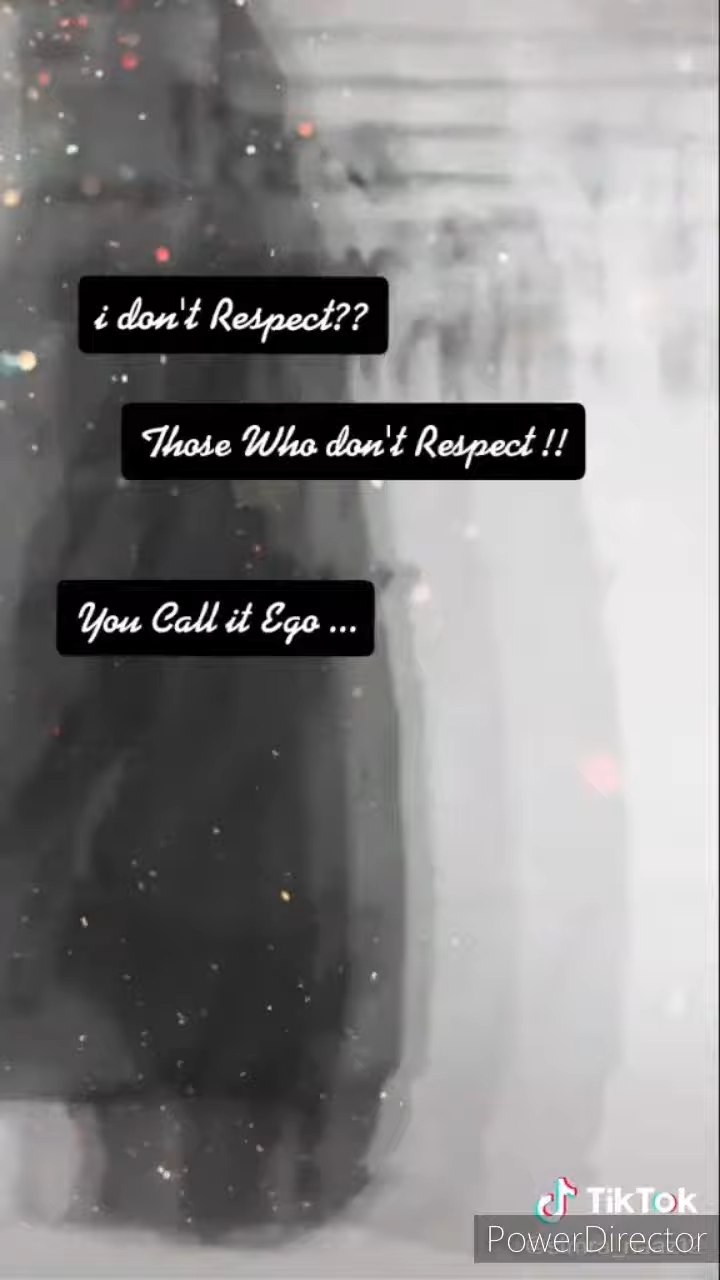 i don't Respect??
Those Who don't Respect !!
You Call it Ego ...
TikTok
PowerDirector